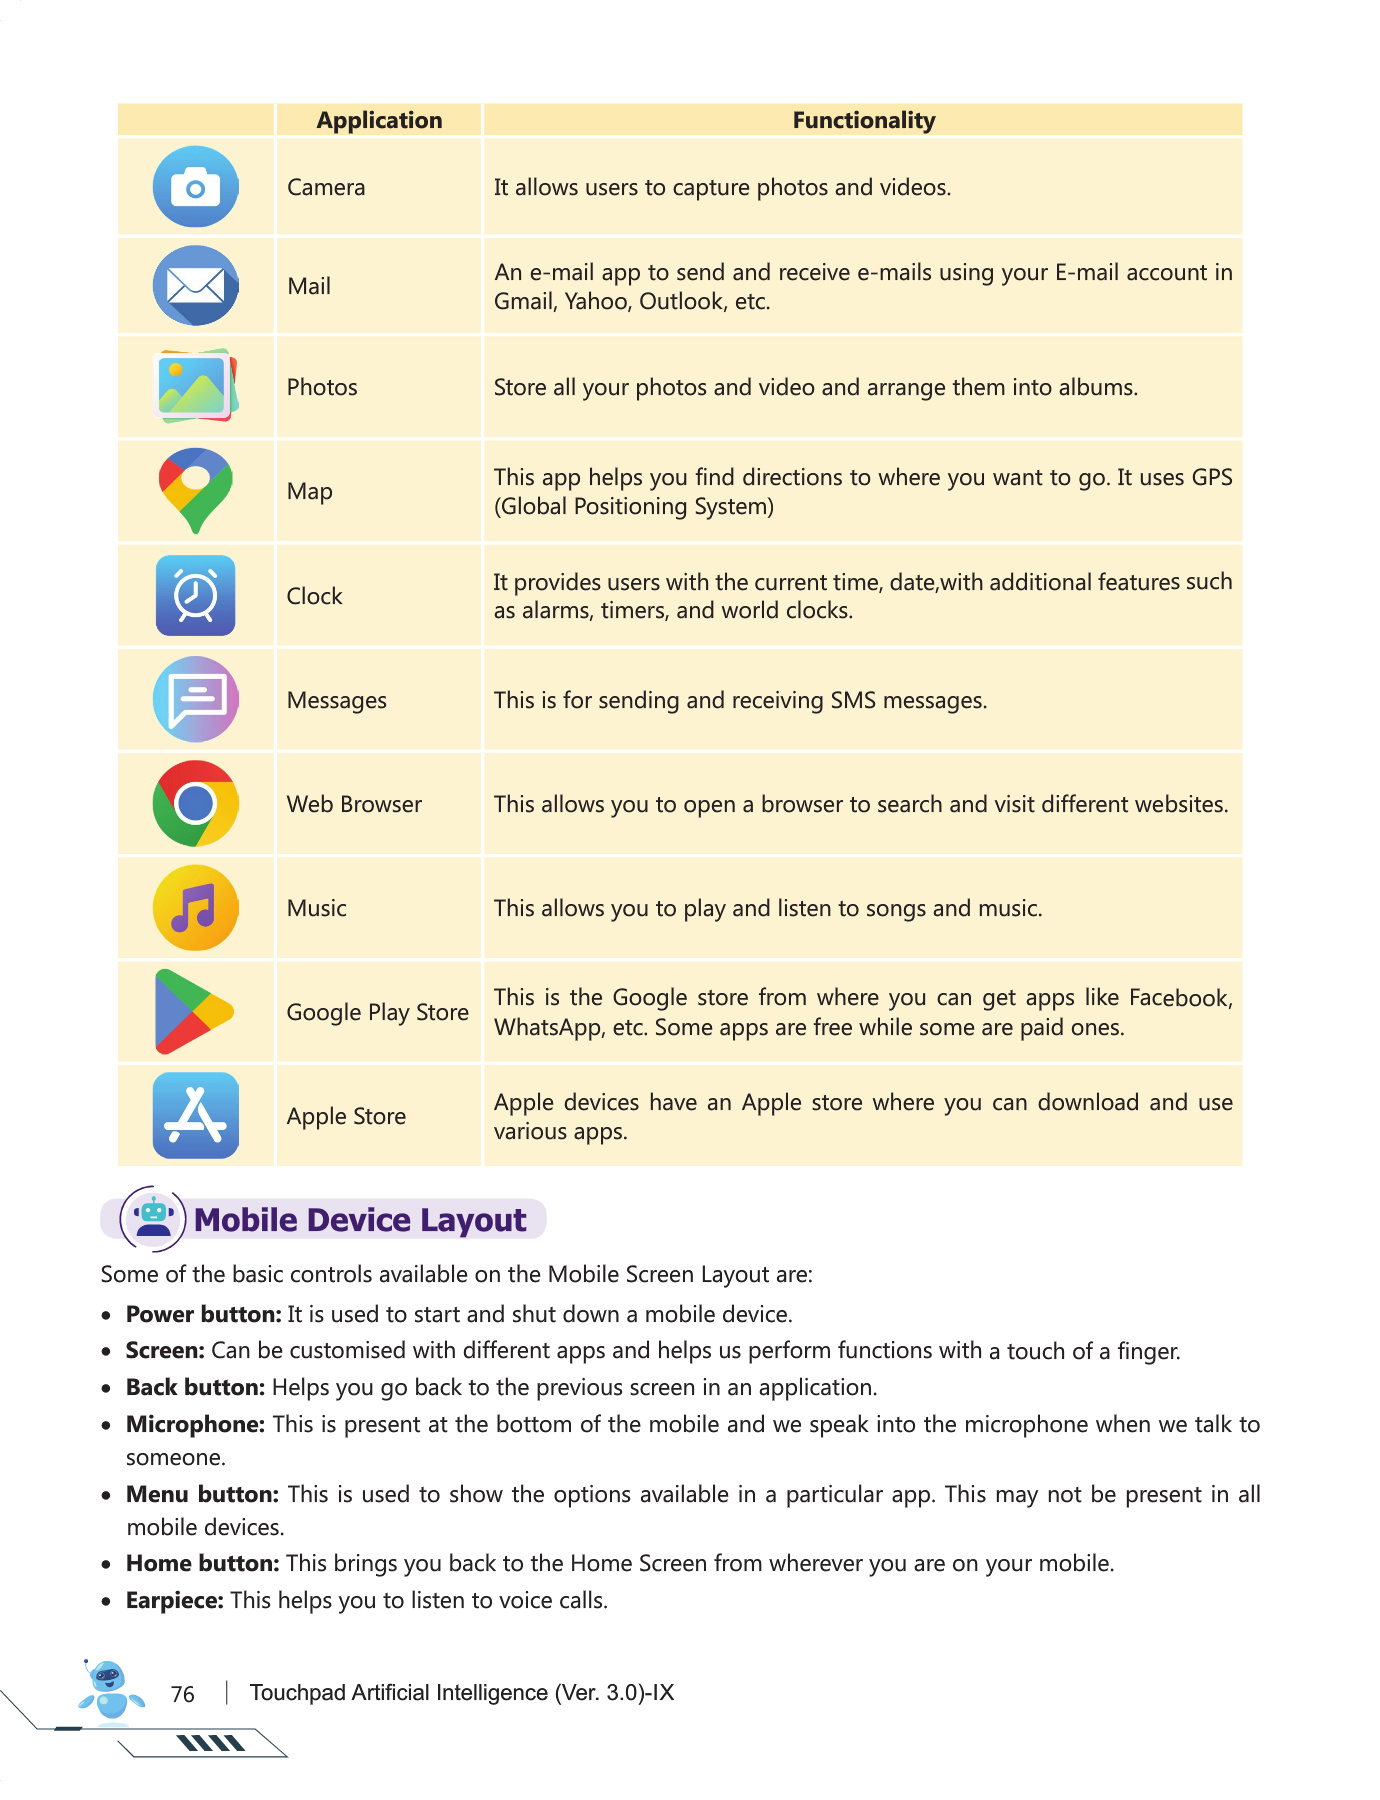 Application Functionality
Camera It allows users to capture photos and videos.
Mail An e-mail app to send and receive e-mails using your E-mail account in
Gmail, Yahoo, Outlook, etc.
Photos Store all your photos and video and arrange them into albums.
Map This app helps you find directions to where you want to go. It uses GPS
(Global Positioning System)
Clock It provides users with the current time, date,with additional features such
as alarms, timers, and world clocks.
Messages This is for sending and receiving SMS messages.
Web Browser This allows you to open a browser to search and visit different websites.
Music This allows you to play and listen to songs and music.
Google Play Store This is the Google store from where you can get apps like Facebook,
WhatsApp, etc. Some apps are free while some are paid ones.
Apple Store Apple devices have an Apple store where you can download and use
various apps.
Mobile Device Layout
Some of the basic controls available on the Mobile Screen Layout are:
• Power button: It is used to start and shut down a mobile device.
• Screen: Can be customised with different apps and helps us perform functions with a touch of a finger.
• Back button: Helps you go back to the previous screen in an application.
• Microphone: This is present at the bottom of the mobile and we speak into the microphone when we talk to
someone.
• Menu button: This is used to show the options available in a particular app. This may not be present in all
mobile devices.
• Home button: This brings you back to the Home Screen from wherever you are on your mobile.
• Earpiece: This helps you to listen to voice calls.
76 | Touchpad Artificial Intelligence (Ver. 3.0)-IX